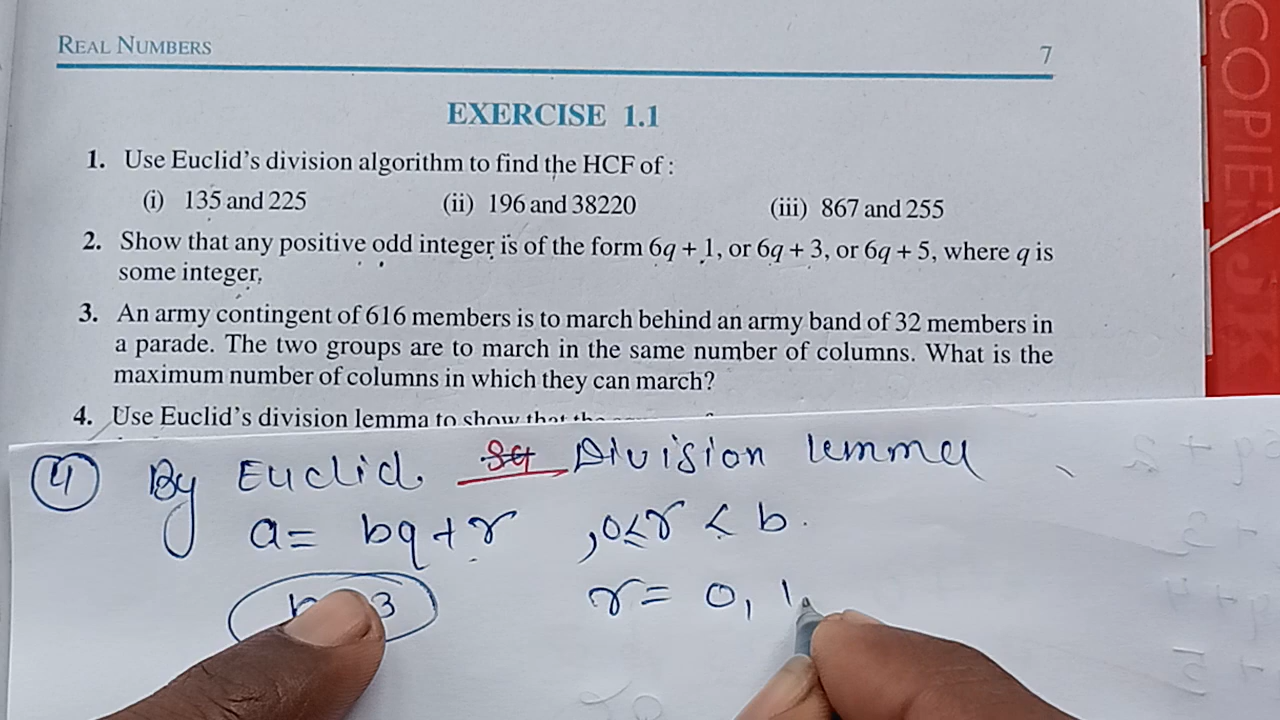 REAL NUMBERS 7
EXERCISE 1.1
1. Use Euclid's division algorithm to find the HCF of :
(i) 135 and 225 (ii) 196 and 38220 (iii) 867 and 255
2. Show that any positive odd integer is of the form 6q + 1, or 6q + 3, or 6q + 5, where q is
some integer.
3. An army contingent of 616 members is to march behind an army band of 32 members in
a parade. The two groups are to march in the same number of columns. What is the
maximum number of columns in which they can march?
4. Use Euclid's division lemma to show that the
④ By Euclid Division lemma
a = bq + r , 0 ≤ r < b.
3 r = 0, 1
COPIER JK